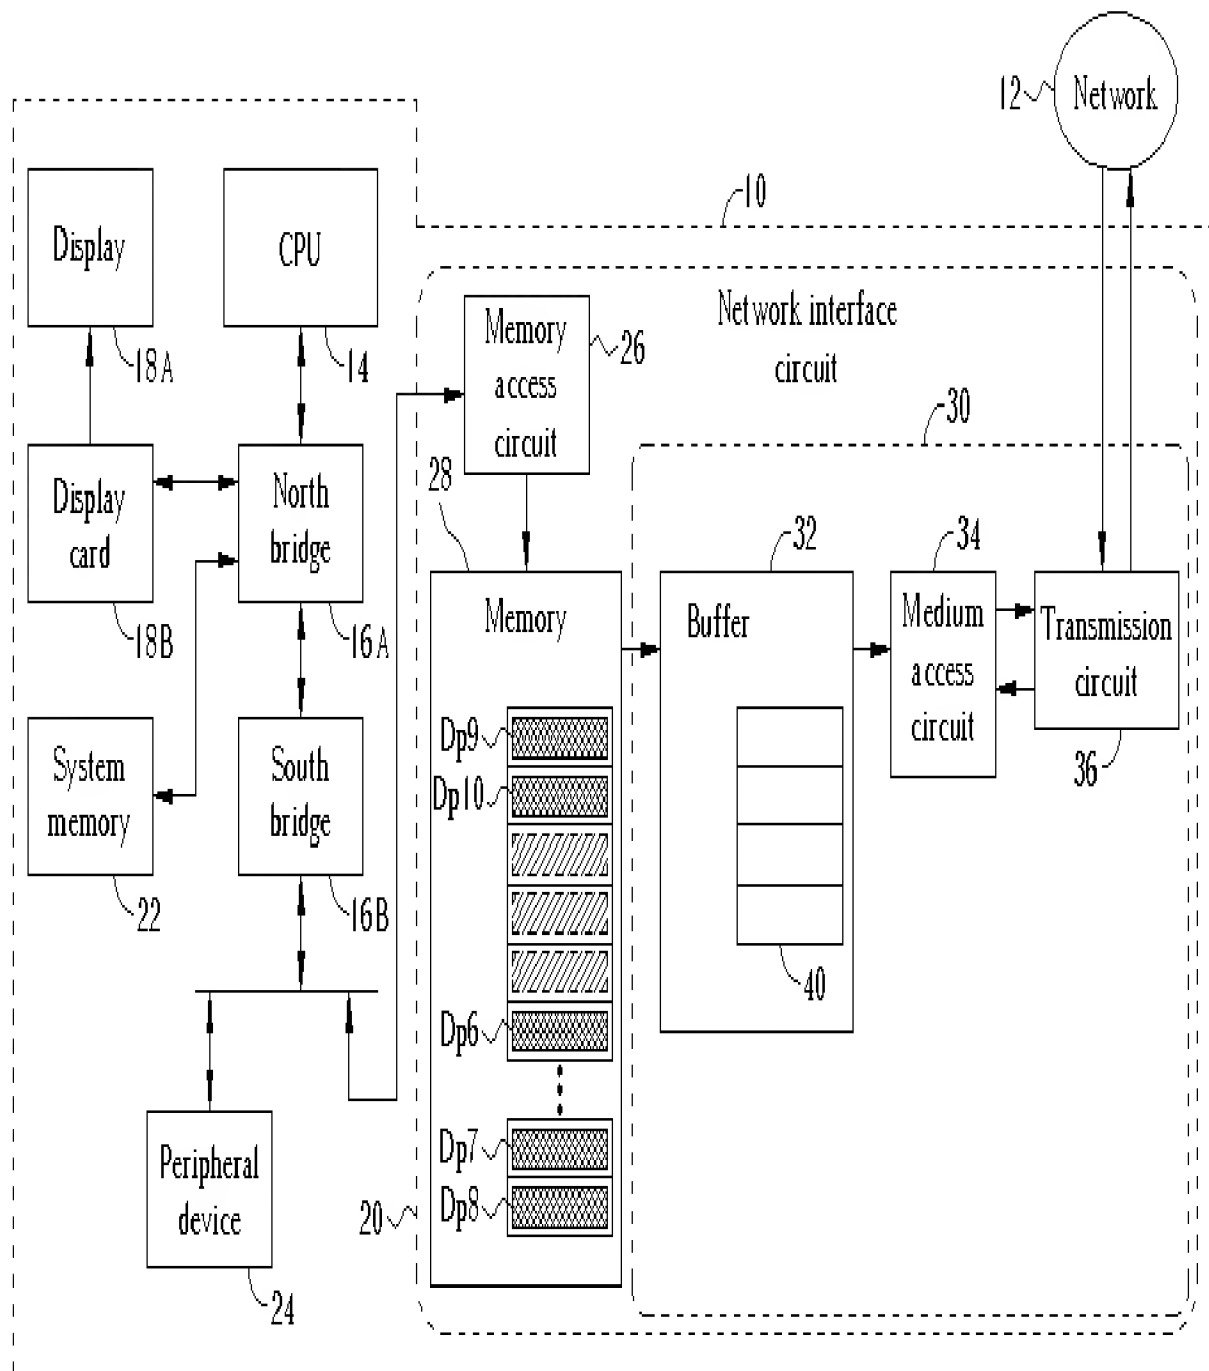 12
Network
10
Display
18A
CPU
14
Network interface
circuit
Memory
access
circuit
26
30
Display
card
18B
North
bridge
16A
28
Memory
32
Buffer
34
Medium
access
circuit
Transmission
circuit
36
System
memory
22
South
bridge
16B
Dp9
Dp10
Dp6
Dp7
Dp8
40
Peripheral
device
24
20